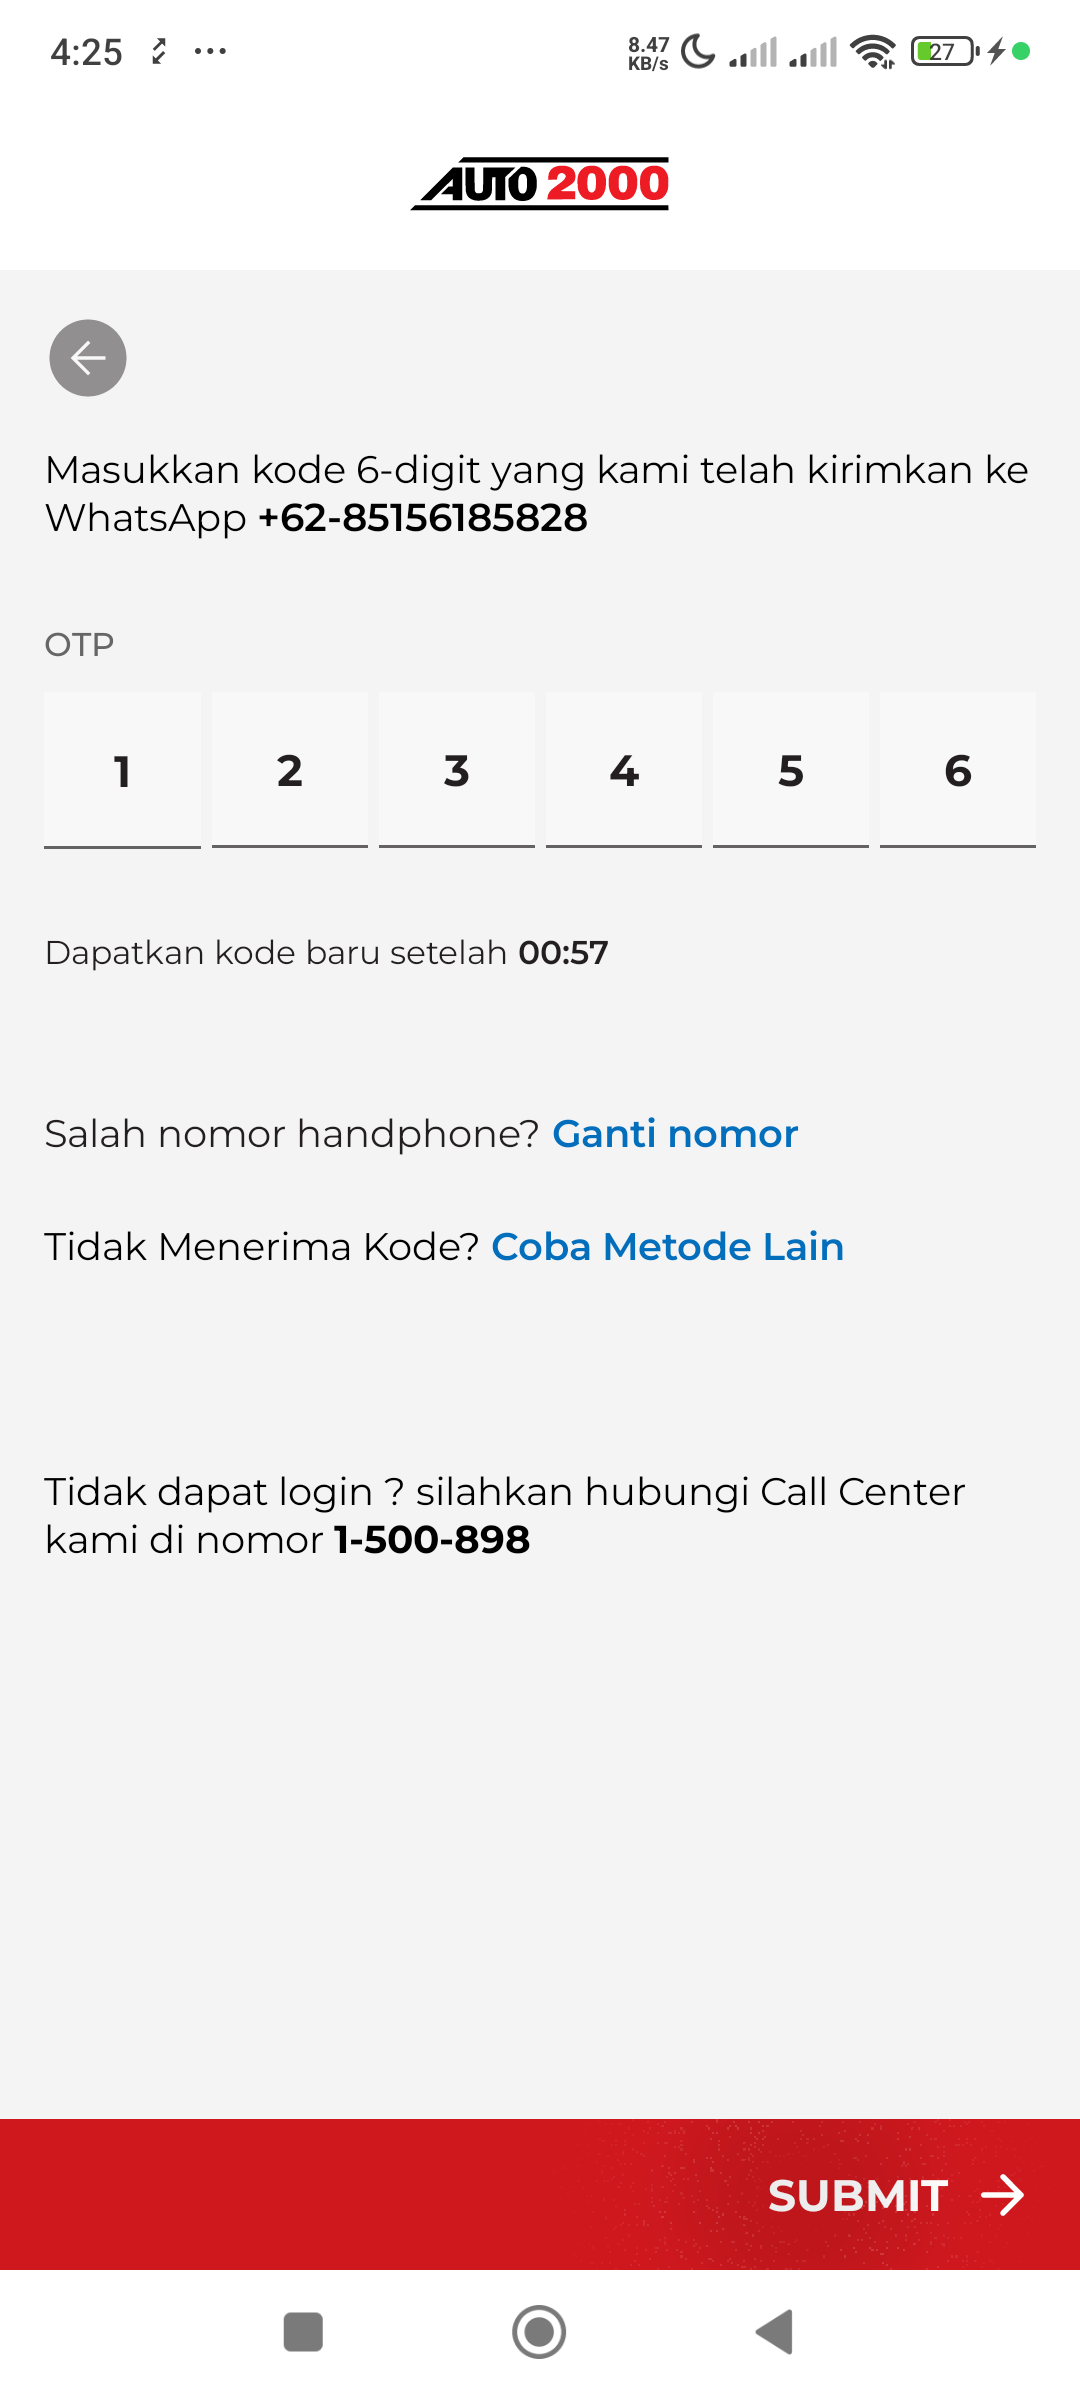 4:25
8.47
KB/s
27
AUTO 2000
Masukkan kode 6-digit yang kami telah kirimkan ke
WhatsApp +62-85156185828
OTP
1 2 3 4 5 6
Dapatkan kode baru setelah 00:57
Salah nomor handphone? Ganti nomor
Tidak Menerima Kode? Coba Metode Lain
Tidak dapat login ? silahkan hubungi Call Center
kami di nomor 1-500-898
SUBMIT